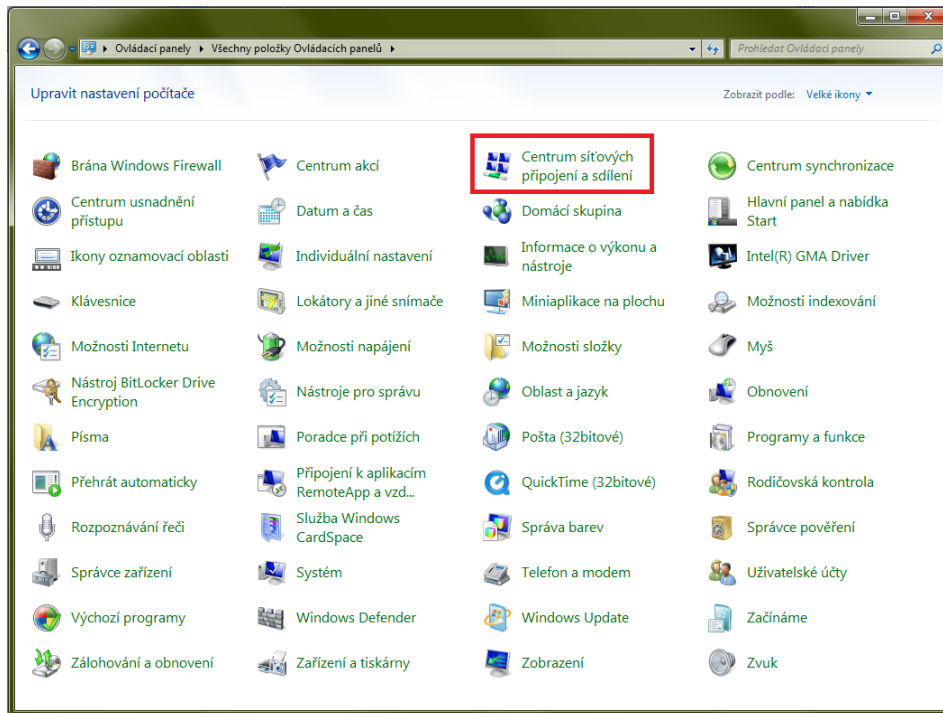 Ovládací panely Všechny položky Ovládacích panelů
Prohledat Ovládací panely
Upravit nastavení počítače
Zobrazit podle: Velké ikony
Brána Windows Firewall
Centrum akcí
Centrum síťových
připojení a sdílení
Centrum synchronizace
Centrum usnadnění
přístupu
Datum a čas
Domácí skupina
Hlavní panel a nabídka
Start
Ikony oznamovací oblasti
Individuální nastavení
Informace o výkonu a
nástroje
Intel(R) GMA Driver
Klávesnice
Lokátory a jiné snímače
Miniaplikace na plochu
Možnosti indexování
Možnosti Internetu
Možnosti napájení
Možnosti složky
Myš
Nástroj BitLocker Drive
Encryption
Nástroje pro správu
Oblast a jazyk
Obnovení
Písma
Poradce při potížích
Pošta (32bitové)
Programy a funkce
Přehrát automaticky
Připojení k aplikacím
RemoteApp a vzd...
QuickTime (32bitové)
Rodičovská kontrola
Rozpoznávání řeči
Služba Windows
CardSpace
Správa barev
Správce pověření
Správce zařízení
Systém
Telefon a modem
Uživatelské účty
Výchozí programy
Windows Defender
Windows Update
Začínáme
Zálohování a obnovení
Zařízení a tiskárny
Zobrazení
Zvuk